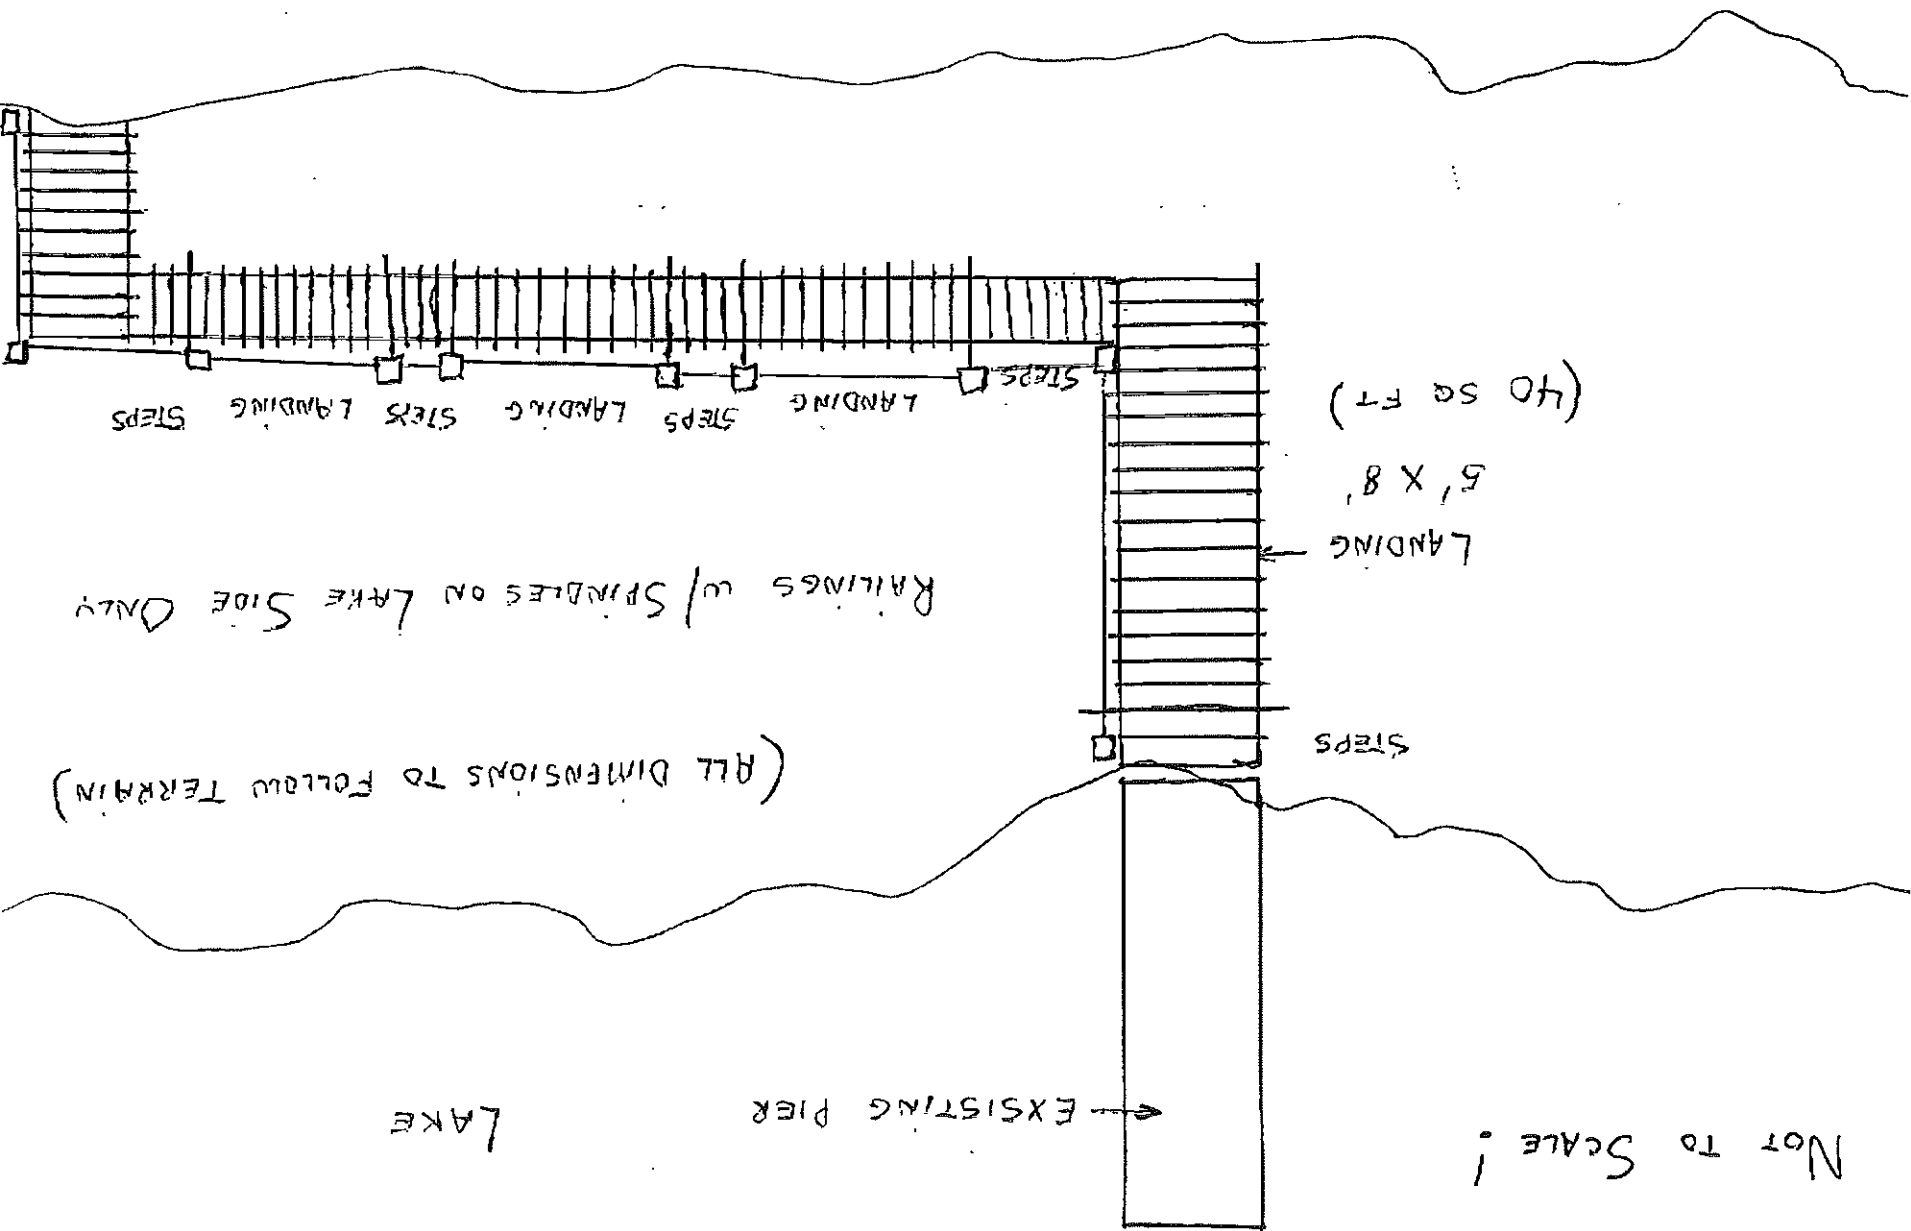 NOT TO SCALE!
EXSISTING PIER
LAKE
STEPS
(ALL DIMENSIONS TO FOLLOW TERRAIN)
RAILINGS W/ SPINDLES ON LAKE SIDE ONLY
LANDING
5' X 8'
(40 SQ FT)
STEPS
LANDING
STEPS
LANDING
STEPS
LANDING
STEPS